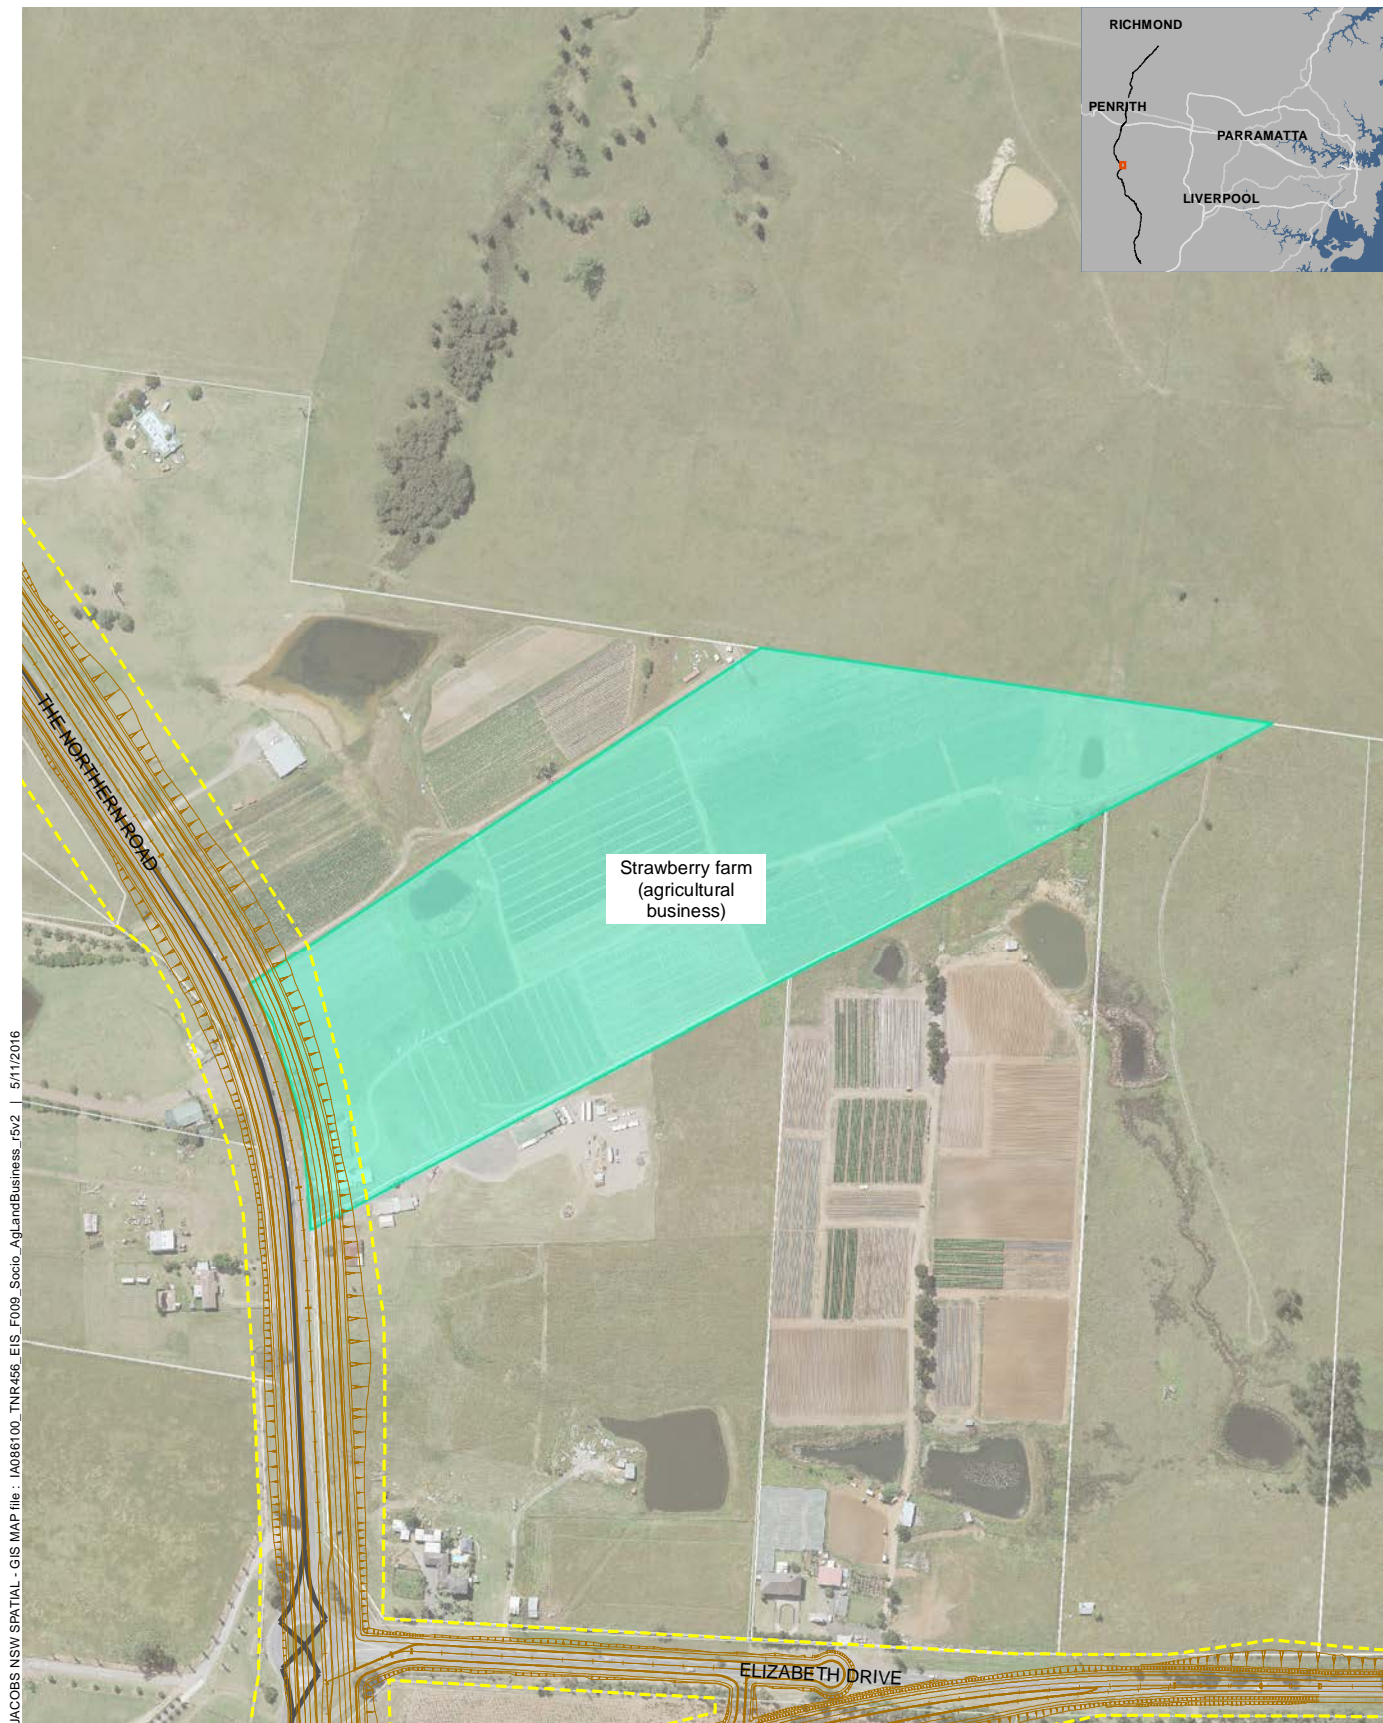 RICHMOND
PENRITH
PARRAMATTA
LIVERPOOL
THE NORTHERN ROAD
Strawberry farm
(agricultural
business)
ELIZABETH DRIVE
JACOBS NSW SPATIAL - GIS MAP file : IA086100_TNR456_EIS_F009_Socio_AgLandBusiness_r5v2 | 5/11/2016